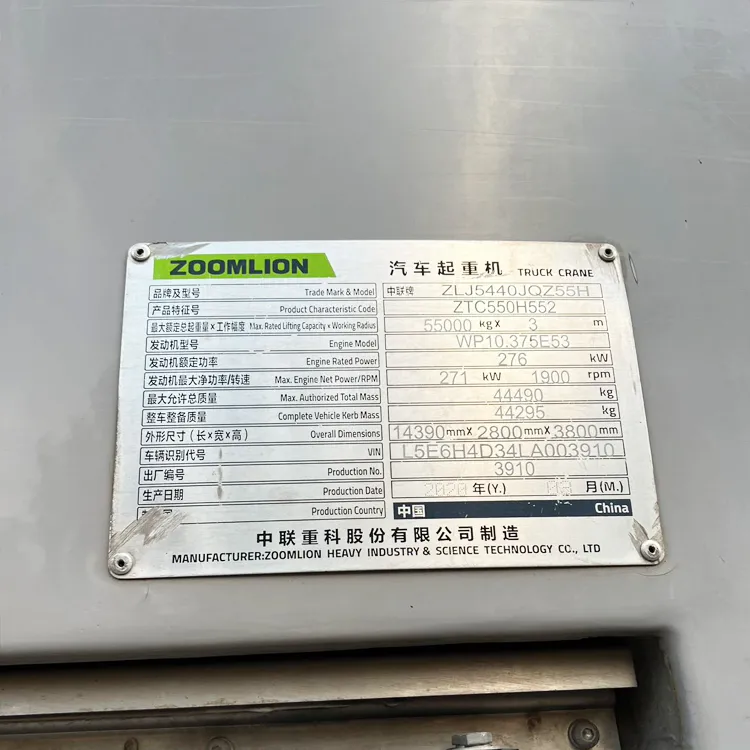 ZOOMLION 汽车起重机 TRUCK CRANE
品牌及型号 Trade Mark & Model 中联牌 ZLJ5440JQZ55H
产品特征号 Product Characteristic Code ZTC550H552
最大额定总起重量×工作幅度 Max. Rated Lifting Capacity × Working Radius 55000 kg X 3 m
发动机型号 Engine Model WP10.375E53
发动机额定功率 Engine Rated Power 276 kW
发动机最大净功率/转速 Max. Engine Net Power/RPM 271 kW 1900 rpm
最大允许总质量 Max. Authorized Total Mass 44490 kg
整车整备质量 Complete Vehicle Kerb Mass 44295 kg
外形尺寸（长×宽×高） Overall Dimensions 14390mm X 2800mm X 3800mm
车辆识别代号 VIN L5E6H4D34LA003910
出厂编号 Production No. 3910
生产日期 Production Date 2020 年(Y.) 月(M.)
Production Country 中国 China
中联重科股份有限公司制造
MANUFACTURER:ZOOMLION HEAVY INDUSTRY & SCIENCE TECHNOLOGY CO., LTD